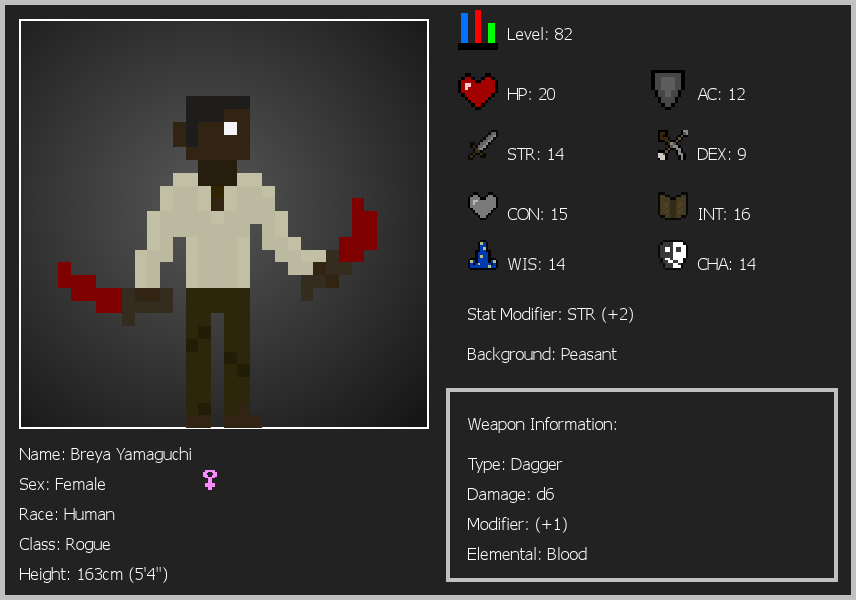 Level: 82
HP: 20
AC: 12
STR: 14
DEX: 9
CON: 15
INT: 16
WIS: 14
CHA: 14
Stat Modifier: STR (+2)
Background: Peasant
Weapon Information:
Type: Dagger
Damage: d6
Modifier: (+1)
Elemental: Blood
Name: Breya Yamaguchi
Sex: Female
Race: Human
Class: Rogue
Height: 163cm (5'4")